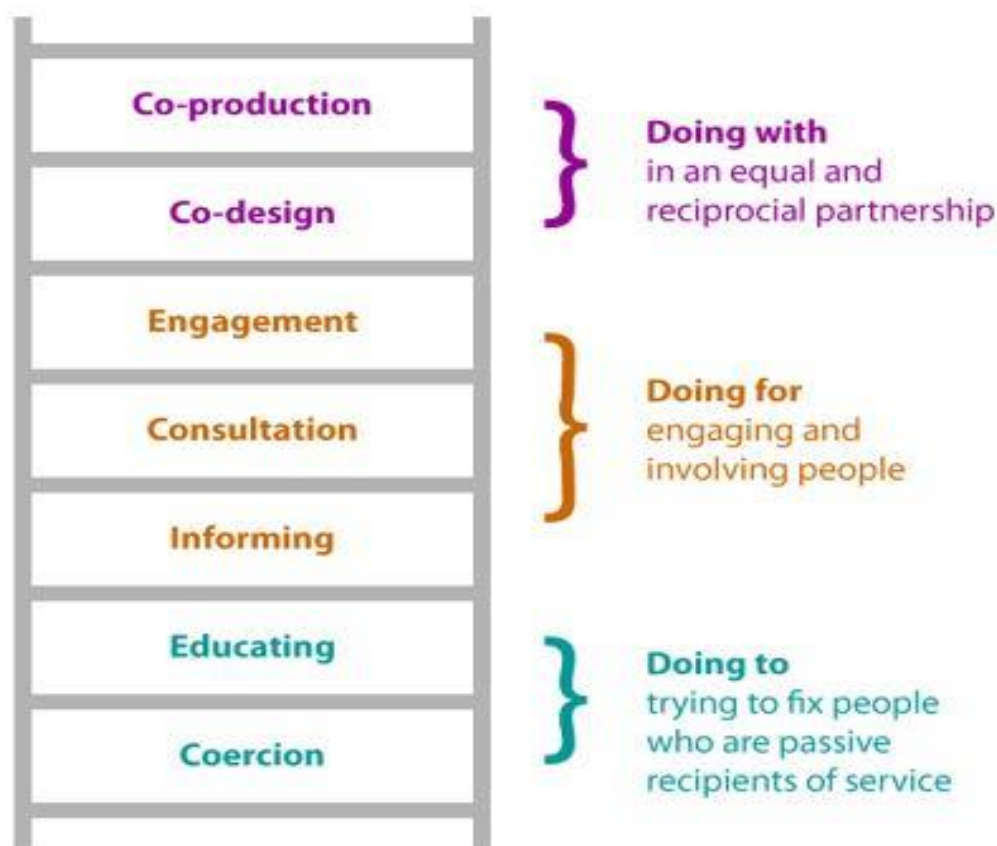 Co-production
Co-design
Doing with
in an equal and
reciprocial partnership
Engagement
Consultation
Informing
Doing for
engaging and
involving people
Educating
Coercion
Doing to
trying to fix people
who are passive
recipients of service